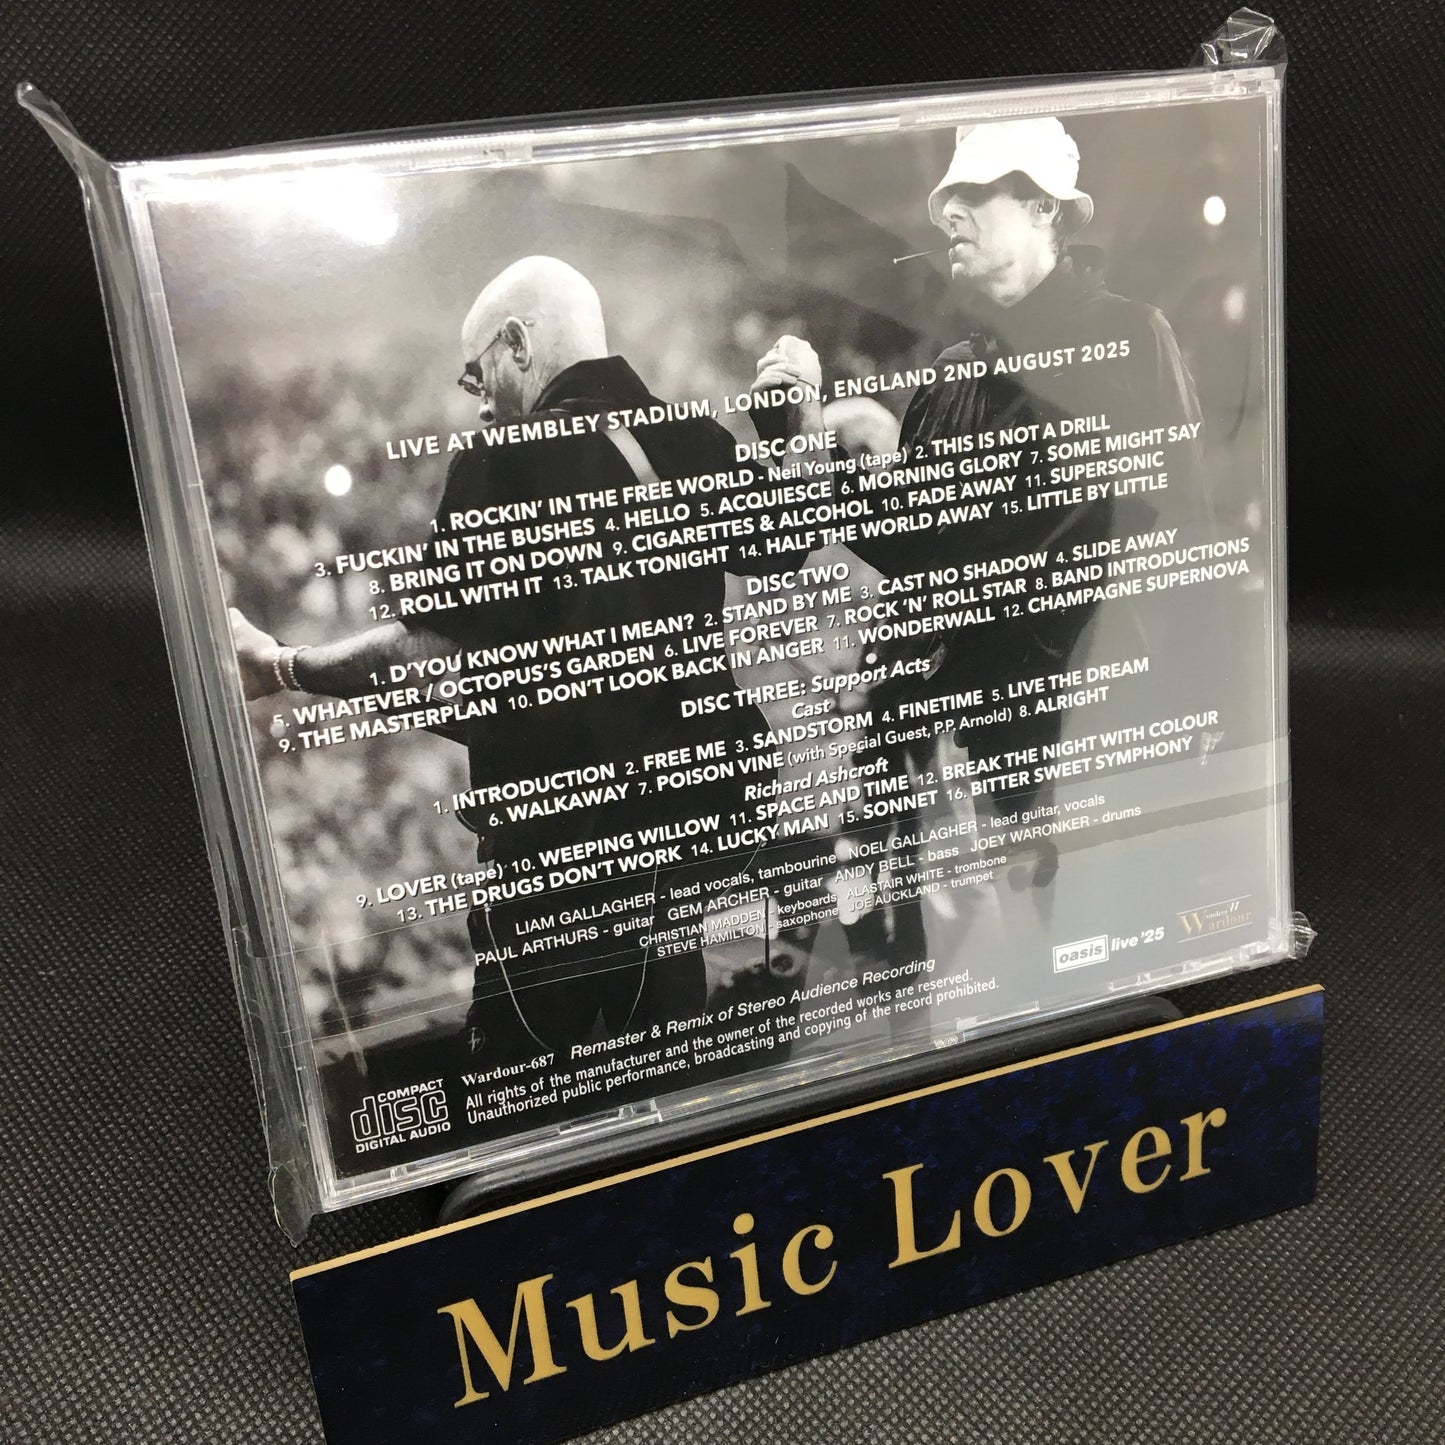 LIVE AT WEMBLEY STADIUM, LONDON, ENGLAND 2ND AUGUST 2025
DISC ONE
1. ROCKIN' IN THE FREE WORLD - Neil Young (tape) 2. THIS IS NOT A DRILL
3. FUCKIN' IN THE BUSHES 4. HELLO 5. ACQUIESCE 6. MORNING GLORY 7. SOME MIGHT SAY
8. BRING IT ON DOWN 9. CIGARETTES & ALCOHOL 10. FADE AWAY 11. SUPERSONIC
12. ROLL WITH IT 13. TALK TONIGHT 14. HALF THE WORLD AWAY 15. LITTLE BY LITTLE
DISC TWO
1. D'YOU KNOW WHAT I MEAN? 2. STAND BY ME 3. CAST NO SHADOW 4. SLIDE AWAY
5. WHATEVER / OCTOPUS'S GARDEN 6. LIVE FOREVER 7. ROCK 'N' ROLL STAR 8. BAND INTRODUCTIONS
9. THE MASTERPLAN 10. DON'T LOOK BACK IN ANGER 11. WONDERWALL 12. CHAMPAGNE SUPERNOVA
DISC THREE: Support Acts
Cast
1. INTRODUCTION 2. FREE ME 3. SANDSTORM 4. FINETIME 5. LIVE THE DREAM
6. WALKAWAY 7. POISON VINE (with Special Guest, P.P. Arnold) 8. ALRIGHT
Richard Ashcroft
9. LOVER (tape) 10. WEEPING WILLOW 11. SPACE AND TIME 12. BREAK THE NIGHT WITH COLOUR
13. THE DRUGS DON'T WORK 14. LUCKY MAN 15. SONNET 16. BITTER SWEET SYMPHONY
LIAM GALLAGHER - lead vocals, tambourine NOEL GALLAGHER - lead guitar, vocals
PAUL ARTHURS - guitar GEM ARCHER - guitar ANDY BELL - bass JOEY WARONKER - drums
CHRISTIAN MADDEN - keyboards ALASTAIR WHITE - trombone
STEVE HAMILTON - saxophone JOE AUCKLAND - trumpet
oasis live '25
Wardour
COMPACT
disc
DIGITAL AUDIO
Wardour-687 Remaster & Remix of Stereo Audience Recording
All rights of the manufacturer and the owner of the recorded works are reserved.
Unauthorized public performance, broadcasting and copying of the record prohibited.
Music Lover